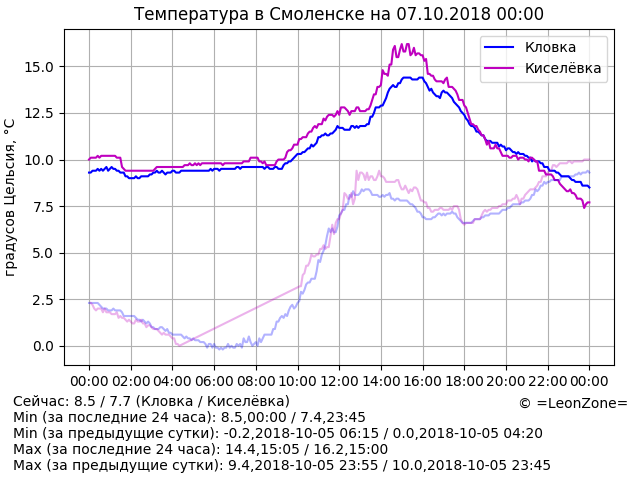 Температура в Смоленске на 07.10.2018 00:00
Кловка
Киселёвка
градусов Цельсия, °C
15.0
12.5
10.0
7.5
5.0
2.5
0.0
00:00 02:00 04:00 06:00 08:00 10:00 12:00 14:00 16:00 18:00 20:00 22:00 00:00
Сейчас: 8.5 / 7.7 (Кловка / Киселёвка)
© =LeonZone=
Min (за последние 24 часа): 8.5,00:00 / 7.4,23:45
Min (за предыдущие сутки): -0.2,2018-10-05 06:15 / 0.0,2018-10-05 04:20
Max (за последние 24 часа): 14.4,15:05 / 16.2,15:00
Max (за предыдущие сутки): 9.4,2018-10-05 23:55 / 10.0,2018-10-05 23:45